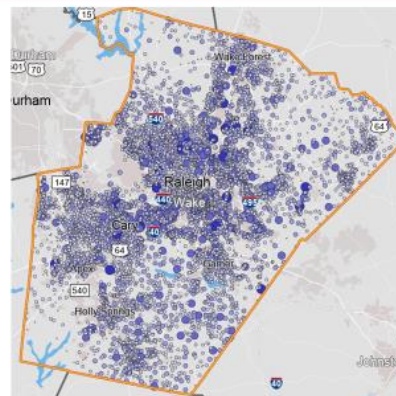 15
Durham
501
70
Wake Forest
urham
540
64
147
Raleigh
440
Wake
495
Cary
40
64
Apex
Garner
540
Holly Springs
Johnst
40